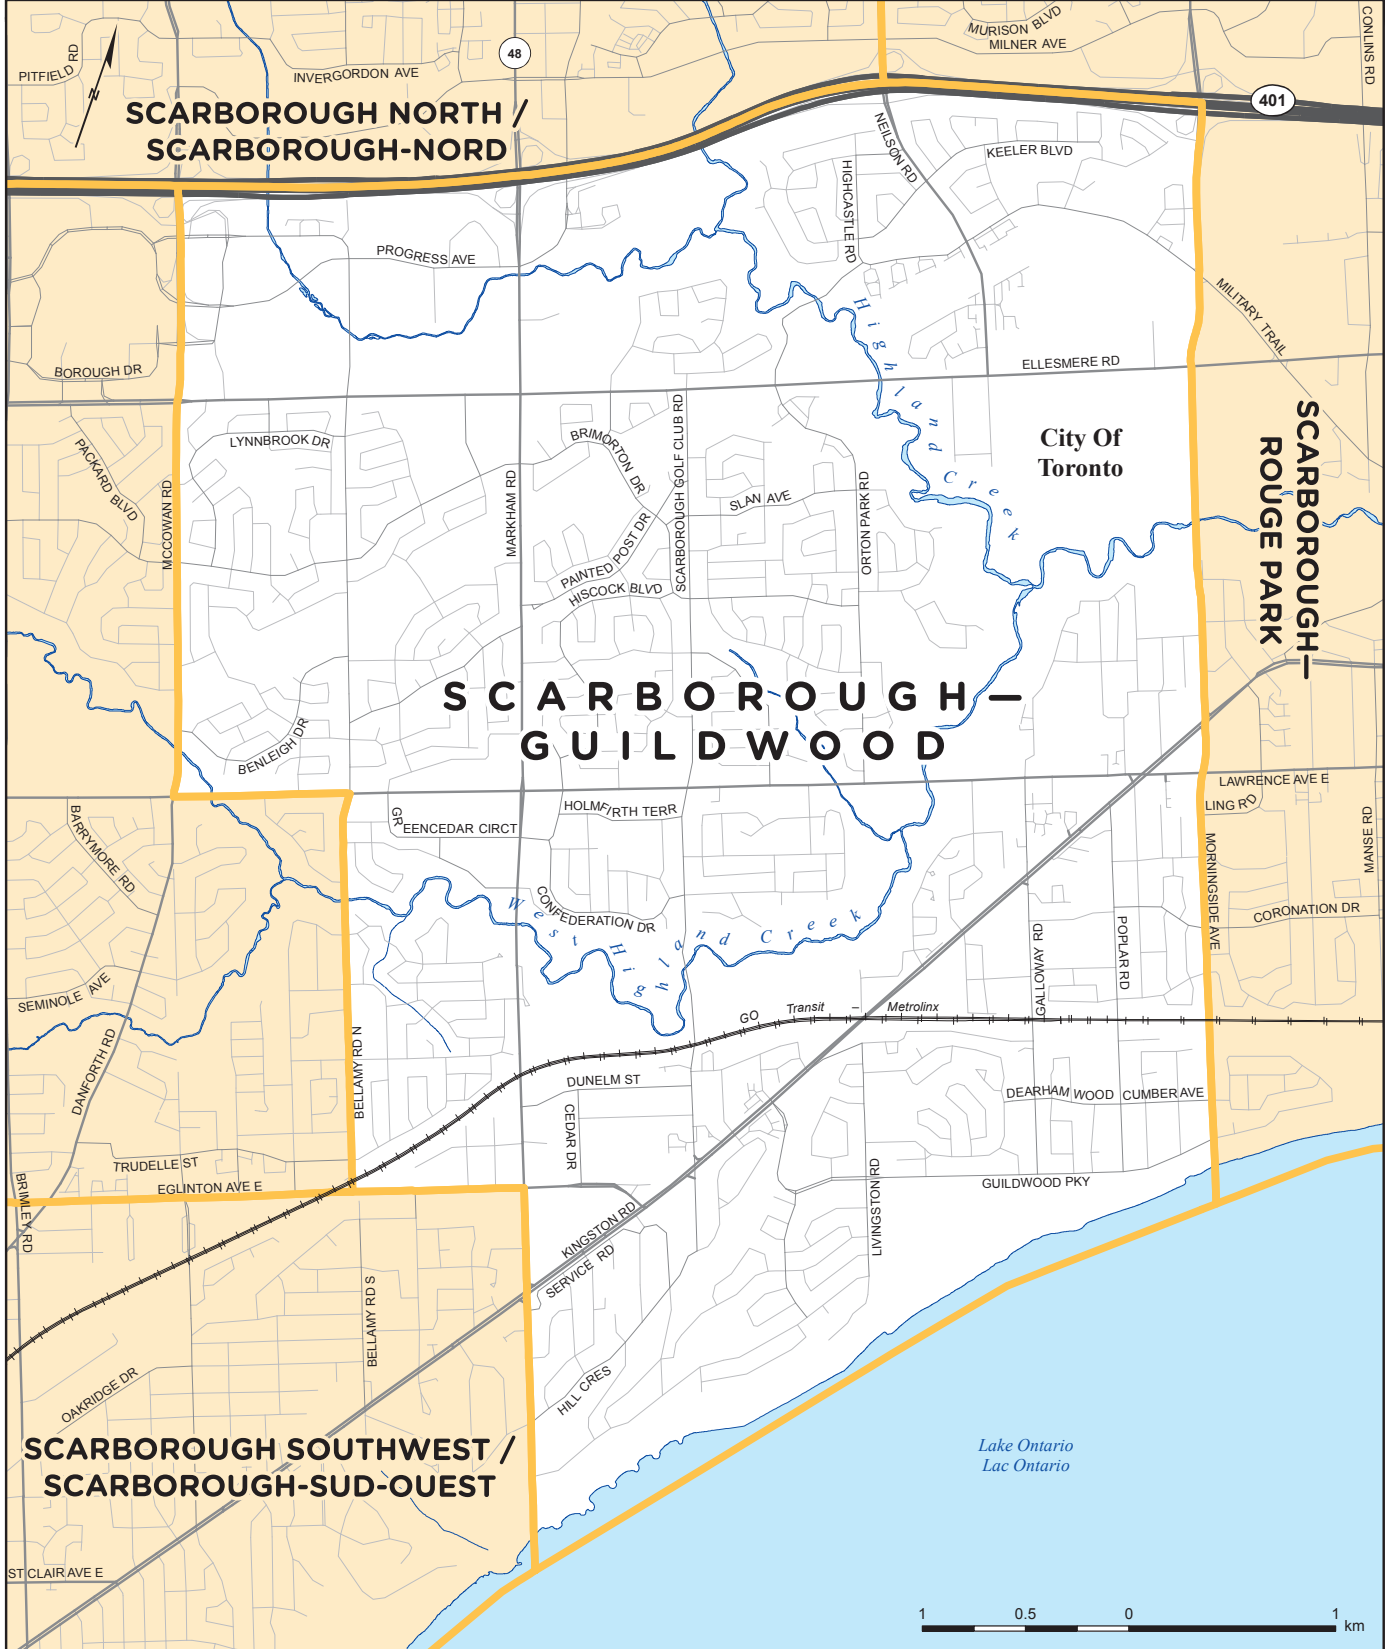 MURISON BLVD
MILNER AVE
CONLINS RD
PITFIELD RD
INVERGORDON AVE
48
N
401
SCARBOROUGH NORTH /
SCARBOROUGH-NORD
NEILSON RD
KEELER BLVD
HIGHCASTLE RD
PROGRESS AVE
MILITARY TRAIL
Highland Creek
BOROUGH DR
ELLESMERE RD
City Of
Toronto
SCARBOROUGH—
ROUGE PARK
LYNNBROOK DR
BRIMORTON DR
PACKARD BLVD
MCCOWAN RD
MARKHAM RD
SCARBOROUGH GOLF CLUB RD
SLAN AVE
ORTON PARK RD
PAINTED POST DR
HISCOCK BLVD
SCARBOROUGH—
GUILDWOOD
BENLEIGH DR
LAWRENCE AVE E
LING RD
BARRYMORE RD
GREENCEDAR CIRCT
HOLMFIRTH TERR
MORNINGSIDE AVE
MANSE RD
CONFEDERATION DR
West Highland Creek
CORONATION DR
GALLOWAY RD
POPLAR RD
SEMINOLE AVE
GO Transit – Metrolinx
DANFORTH RD
BELLAMY RD N
DUNELM ST
CEDAR DR
DEARHAM WOOD
CUMBER AVE
TRUDELLE ST
EGLINTON AVE E
BRIMLEY RD
LIVINGSTON RD
GUILDWOOD PKY
KINGSTON RD
SERVICE RD
BELLAMY RD S
OAKRIDGE DR
HILL CRES
SCARBOROUGH SOUTHWEST /
SCARBOROUGH-SUD-OUEST
Lake Ontario
Lac Ontario
ST CLAIR AVE E
1 0.5 0 1 km